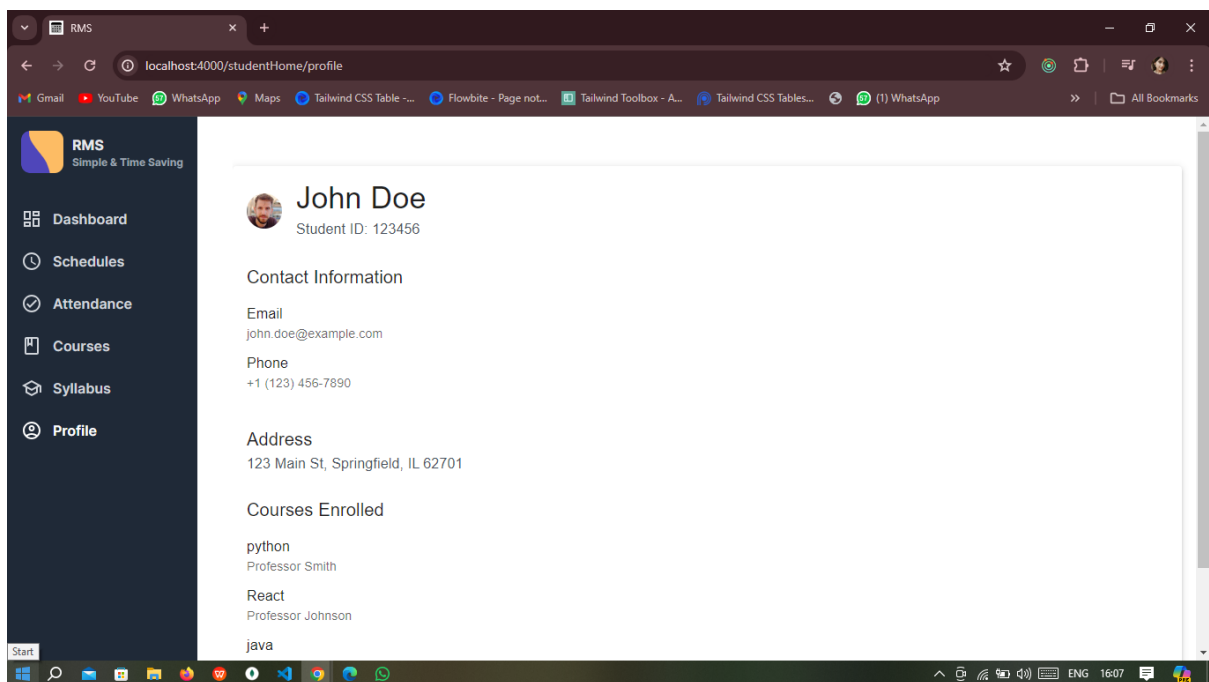 RMS
localhost:4000/studentHome/profile
Gmail YouTube WhatsApp Maps Tailwind CSS Table -... Flowbite - Page not... Tailwind Toolbox - A... Tailwind CSS Tables... (1) WhatsApp All Bookmarks
RMS
Simple & Time Saving
Dashboard
Schedules
Attendance
Courses
Syllabus
Profile
John Doe
Student ID: 123456
Contact Information
Email
john.doe@example.com
Phone
+1 (123) 456-7890
Address
123 Main St, Springfield, IL 62701
Courses Enrolled
python
Professor Smith
React
Professor Johnson
java
Start
ENG 16:07